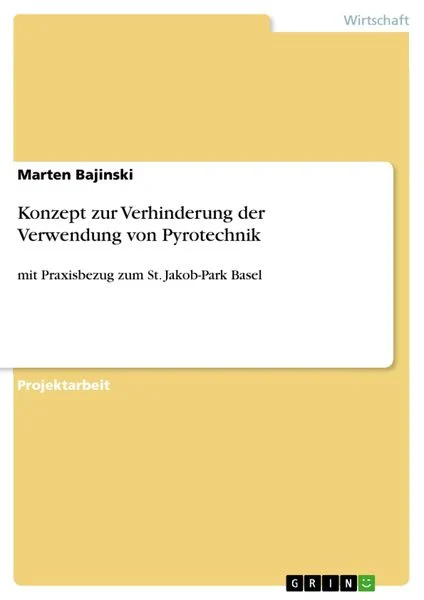 Wirtschaft
Marten Bajinski
Konzept zur Verhinderung der
Verwendung von Pyrotechnik
mit Praxisbezug zum St. Jakob-Park Basel
Projektarbeit
GRIN